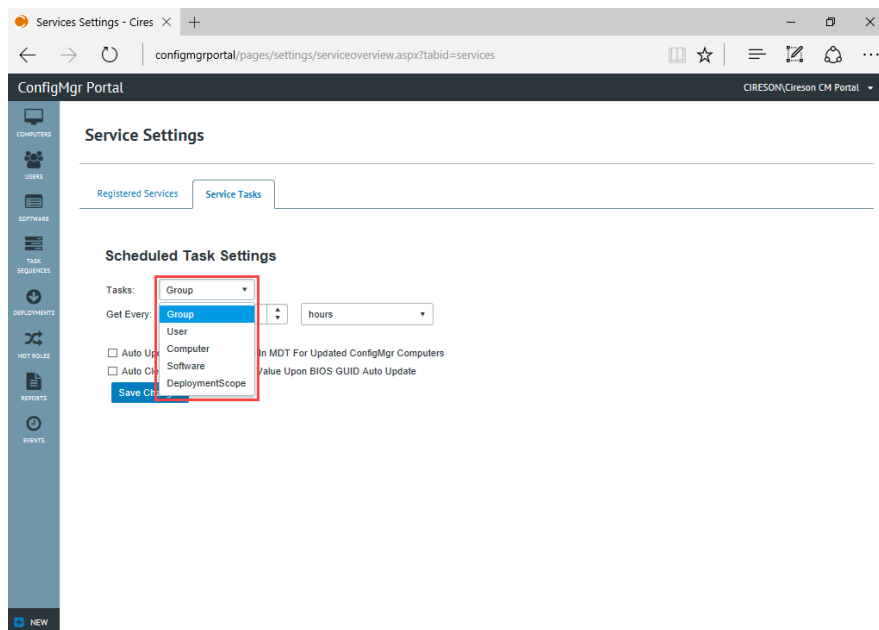 Services Settings - Cires
configmgrportal/pages/settings/serviceoverview.aspx?tabid=services
ConfigMgr Portal
CIRESON\Cireson CM Portal
COMPUTERS
USERS
SOFTWARE
TASK
SEQUENCES
DEPLOYMENTS
MDT ROLES
REPORTS
EVENTS
NEW
Service Settings
Registered Services
Service Tasks
Scheduled Task Settings
Tasks:
Group
Get Every:
hours
Group
User
Computer
Software
DeploymentScope
Auto Up
In MDT For Updated ConfigMgr Computers
Auto Cle
Value Upon BIOS GUID Auto Update
Save Ch